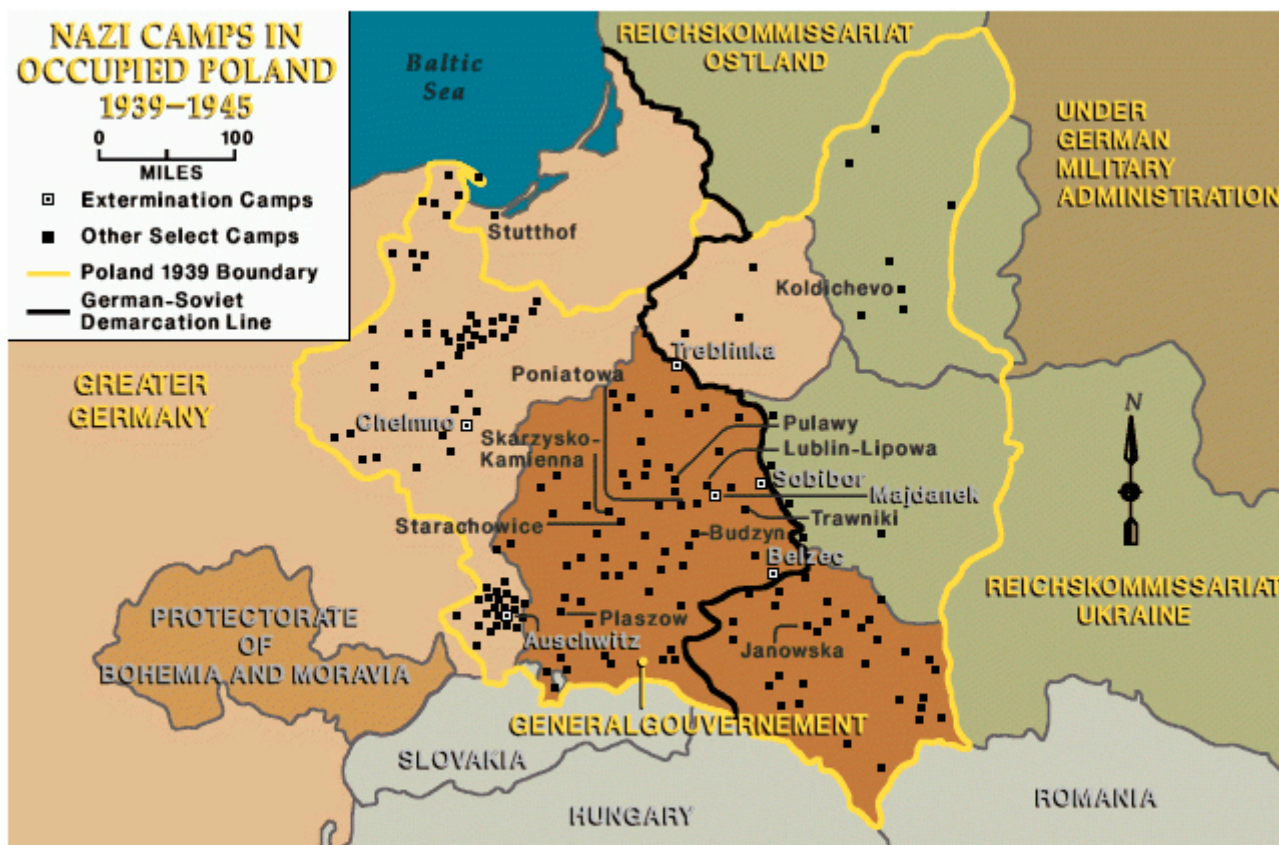 NAZI CAMPS IN
OCCUPIED POLAND
1939–1945
0 100
MILES
Extermination Camps
Other Select Camps
Poland 1939 Boundary
German-Soviet
Demarcation Line
Baltic
Sea
REICHSKOMMISSARIAT
OSTLAND
UNDER
GERMAN
MILITARY
ADMINISTRATION
Stutthof
Koldichevo
GREATER
GERMANY
Treblinka
Poniatowa
Chelmno
Skarzysko-
Kamienna
Pulawy
Lublin-Lipowa
Sobibor
Majdanek
Starachowice
Trawniki
Budzyn
Belzec
N
REICHSKOMMISSARIAT
UKRAINE
PROTECTORATE
OF
BOHEMIA AND MORAVIA
Plaszow
Auschwitz
Janowska
GENERALGOUVERNEMENT
SLOVAKIA
HUNGARY
ROMANIA